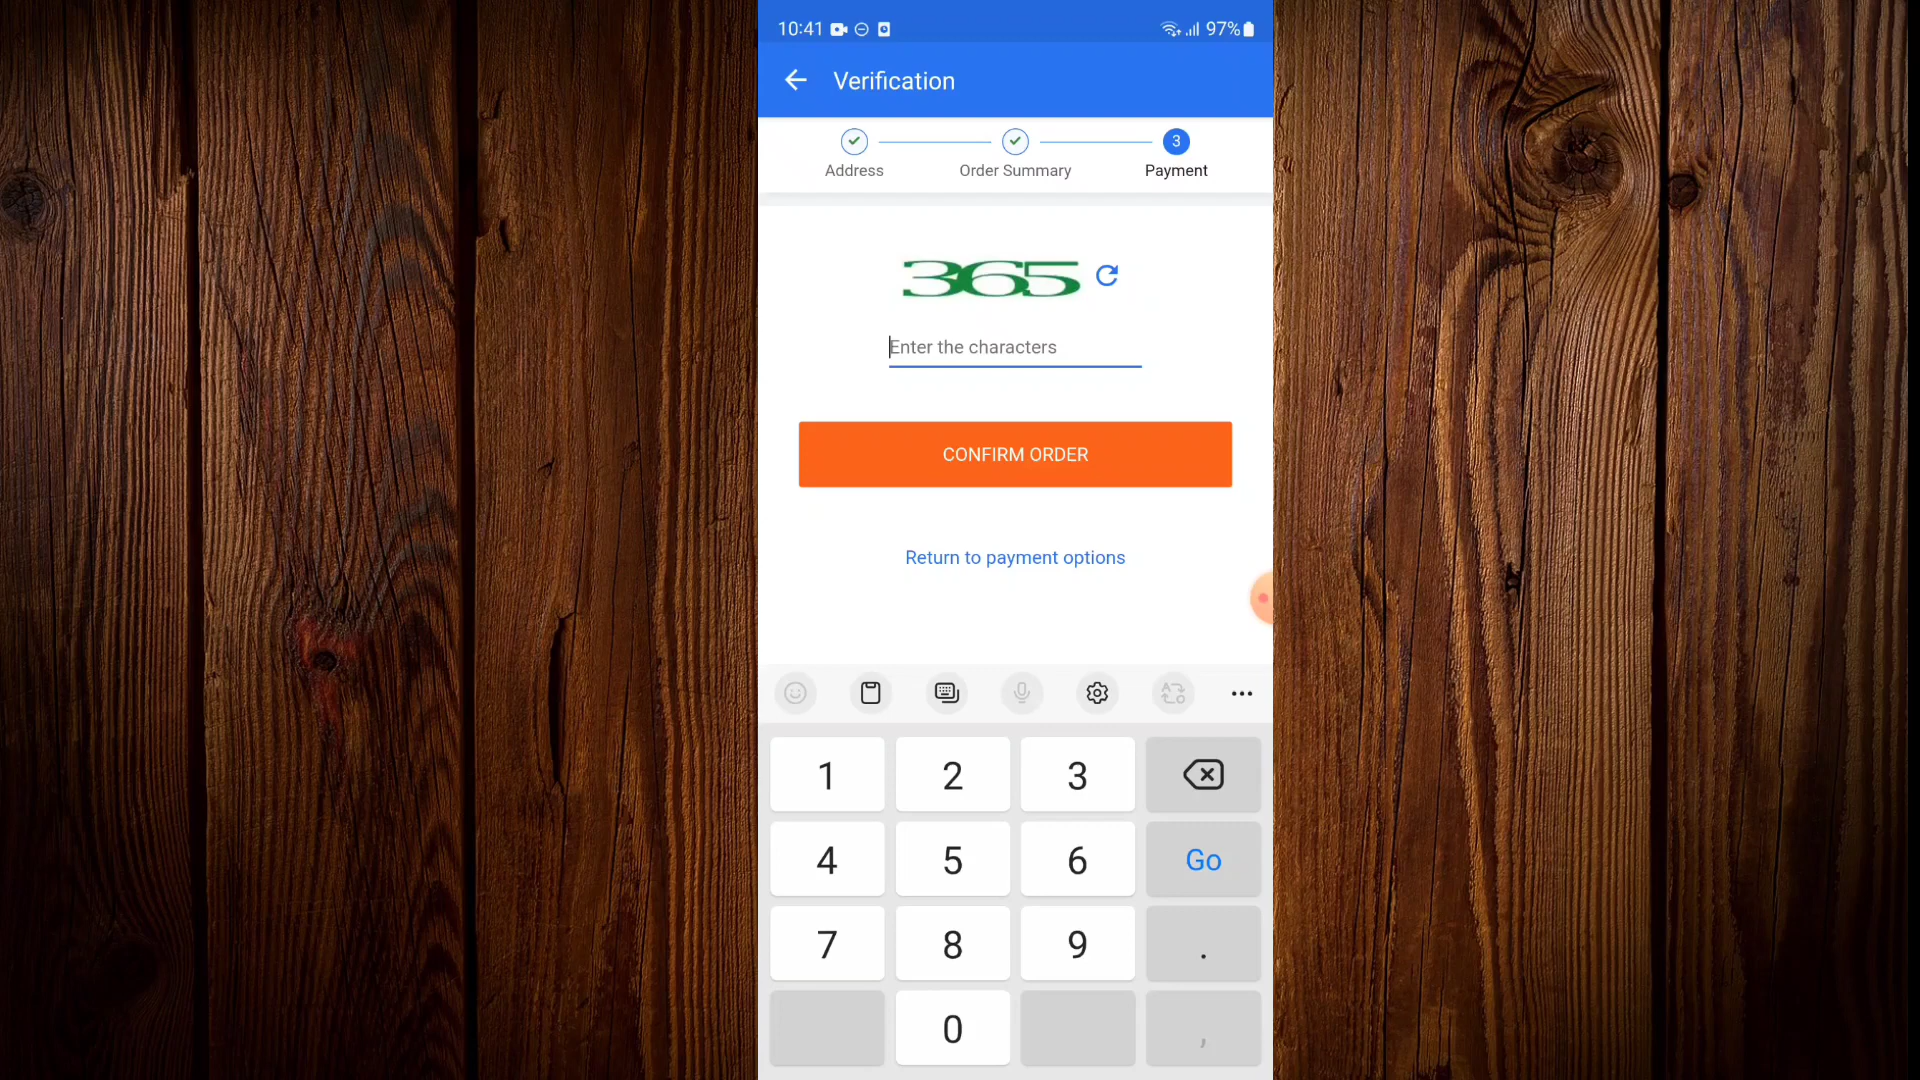 10:41 97%
Verification
3
Address Order Summary Payment
365
Enter the characters
CONFIRM ORDER
Return to payment options
1 2 3
4 5 6 Go
7 8 9 .
0 ,